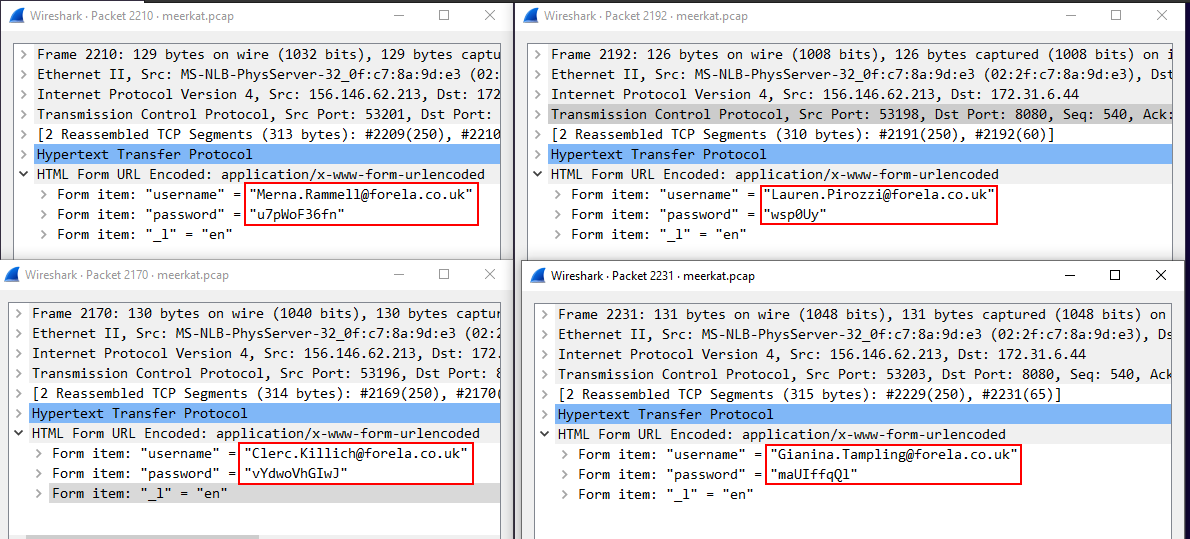 Wireshark · Packet 2210 · meerkat.pcap
Frame 2210: 129 bytes on wire (1032 bits), 129 bytes captu
Ethernet II, Src: MS-NLB-PhysServer-32_0f:c7:8a:9d:e3 (02:
Internet Protocol Version 4, Src: 156.146.62.213, Dst: 172
Transmission Control Protocol, Src Port: 53201, Dst Port:
[2 Reassembled TCP Segments (313 bytes): #2209(250), #2210
Hypertext Transfer Protocol
HTML Form URL Encoded: application/x-www-form-urlencoded
Form item: "username" = "Merna.Rammell@forela.co.uk"
Form item: "password" = "u7pWoF36fn"
Form item: "_l" = "en"
Wireshark · Packet 2192 · meerkat.pcap
Frame 2192: 126 bytes on wire (1008 bits), 126 bytes captured (1008 bits) on i
Ethernet II, Src: MS-NLB-PhysServer-32_0f:c7:8a:9d:e3 (02:2f:c7:8a:9d:e3), Dst
Internet Protocol Version 4, Src: 156.146.62.213, Dst: 172.31.6.44
Transmission Control Protocol, Src Port: 53198, Dst Port: 8080, Seq: 540, Ack:
[2 Reassembled TCP Segments (310 bytes): #2191(250), #2192(60)]
Hypertext Transfer Protocol
HTML Form URL Encoded: application/x-www-form-urlencoded
Form item: "username" = "Lauren.Pirozzi@forela.co.uk"
Form item: "password" = "wsp0Uy"
Form item: "_l" = "en"
Wireshark · Packet 2170 · meerkat.pcap
Frame 2170: 130 bytes on wire (1040 bits), 130 bytes captu
Ethernet II, Src: MS-NLB-PhysServer-32_0f:c7:8a:9d:e3 (02:
Internet Protocol Version 4, Src: 156.146.62.213, Dst: 172.
Transmission Control Protocol, Src Port: 53196, Dst Port: 8
[2 Reassembled TCP Segments (314 bytes): #2169(250), #2170(
Hypertext Transfer Protocol
HTML Form URL Encoded: application/x-www-form-urlencoded
Form item: "username" = "Clerc.Killich@forela.co.uk"
Form item: "password" = "vYdwoVhGIwJ"
Form item: "_l" = "en"
Wireshark · Packet 2231 · meerkat.pcap
Frame 2231: 131 bytes on wire (1048 bits), 131 bytes captured (1048 bits) on
Ethernet II, Src: MS-NLB-PhysServer-32_0f:c7:8a:9d:e3 (02:2f:c7:8a:9d:e3), Ds
Internet Protocol Version 4, Src: 156.146.62.213, Dst: 172.31.6.44
Transmission Control Protocol, Src Port: 53203, Dst Port: 8080, Seq: 540, Ack
[2 Reassembled TCP Segments (315 bytes): #2229(250), #2231(65)]
Hypertext Transfer Protocol
HTML Form URL Encoded: application/x-www-form-urlencoded
Form item: "username" = "Gianina.Tampling@forela.co.uk"
Form item: "password" = "maUIffqQl"
Form item: "_l" = "en"